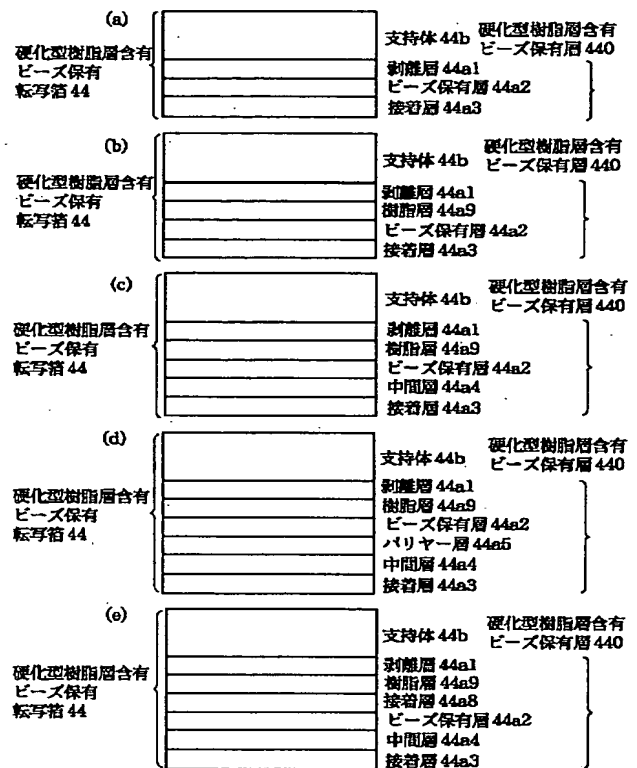 (a)
硬化型樹脂層含有
ビーズ保有
転写箔 44
支持体 44b
硬化型樹脂層含有
ビーズ保有層 440
剥離層 44a1
ビーズ保有層 44a2
接着層 44a3
(b)
硬化型樹脂層含有
ビーズ保有
転写箔 44
支持体 44b
硬化型樹脂層含有
ビーズ保有層 440
剥離層 44a1
樹脂層 44a9
ビーズ保有層 44a2
接着層 44a3
(c)
硬化型樹脂層含有
ビーズ保有
転写箔 44
支持体 44b
硬化型樹脂層含有
ビーズ保有層 440
剥離層 44a1
樹脂層 44a9
ビーズ保有層 44a2
中間層 44a4
接着層 44a3
(d)
硬化型樹脂層含有
ビーズ保有
転写箔 44
支持体 44b
硬化型樹脂層含有
ビーズ保有層 440
剥離層 44a1
樹脂層 44a9
ビーズ保有層 44a2
バリヤー層 44a5
中間層 44a4
接着層 44a3
(e)
硬化型樹脂層含有
ビーズ保有
転写箔 44
支持体 44b
硬化型樹脂層含有
ビーズ保有層 440
剥離層 44a1
樹脂層 44a9
接着層 44a8
ビーズ保有層 44a2
中間層 44a4
接着層 44a3